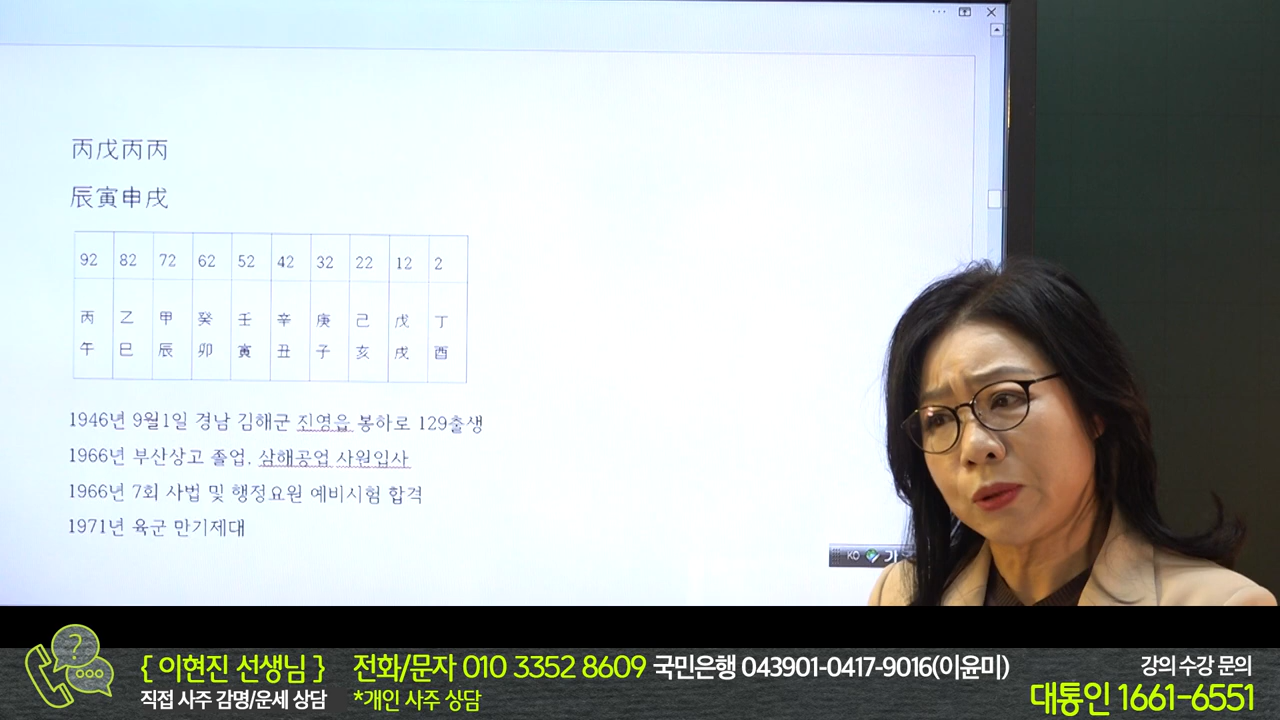 丙戊丙丙
辰寅申戌
92 82 72 62 52 42 32 22 12 2
丙 乙 甲 癸 壬 辛 庚 己 戊 丁
午 巳 辰 卯 寅 丑 子 亥 戌 酉
1946년 9월1일 경남 김해군 진영읍 봉하로 129출생
1966년 부산상고 졸업. 삼해공업 사원입사
1966년 7회 사법 및 행정요원 예비시험 합격
1971년 육군 만기제대
KO 가
{ 이현진 선생님 } 전화/문자 010 3352 8609 국민은행 043901-0417-9016(이윤미) 강의 수강 문의
직접 사주 감명/운세 상담 *개인 사주 상담 대통인 1661-6551